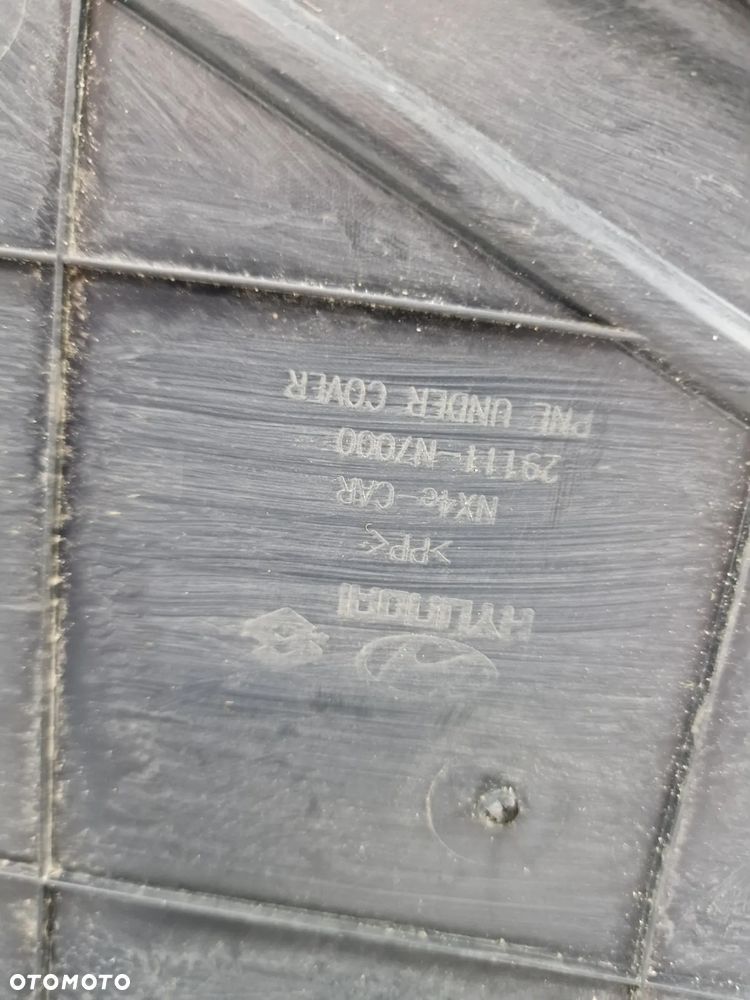 HYUNDAI
>PP<
NX4e CAR
29111-N7000
PNE UNDER COVER
OTOMOTO